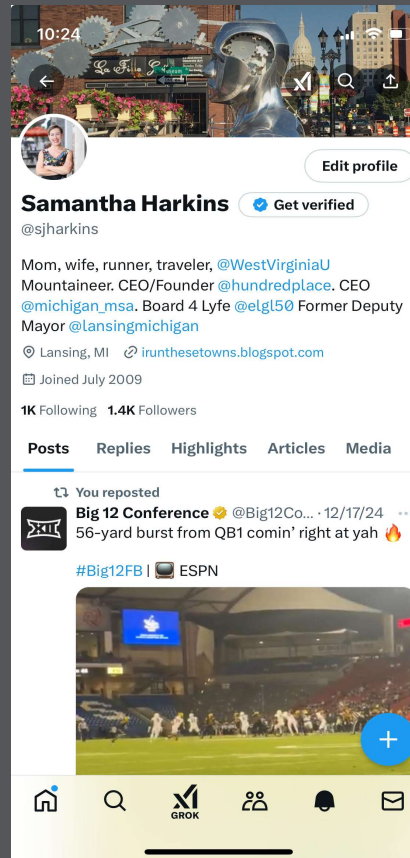 10:24
La Fille G
Museum
Edit profile
Samantha Harkins
Get verified
@sjharkins
Mom, wife, runner, traveler, @WestVirginiaU
Mountaineer. CEO/Founder @hundredplace. CEO
@michigan_msa. Board 4 Lyfe @elgl50 Former Deputy
Mayor @lansingmichigan
Lansing, MI irunthesetowns.blogspot.com
Joined July 2009
1K Following 1.4K Followers
Posts Replies Highlights Articles Media
You reposted
Big 12 Conference @Big12Co... · 12/17/24
56-yard burst from QB1 comin’ right at yah 🔥
#Big12FB | 📺 ESPN
GROK